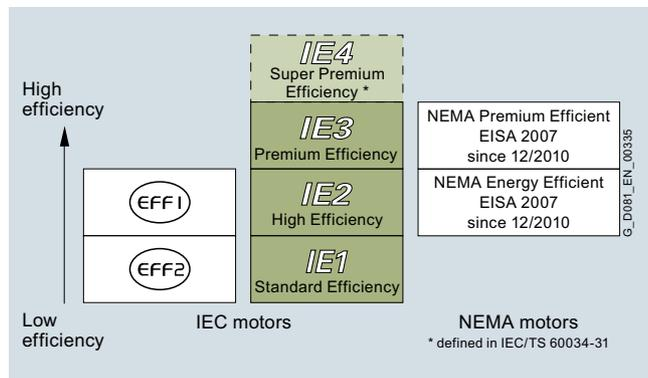 High
efficiency
Low
efficiency
EFF1
EFF2
IEC motors
IE4
Super Premium
Efficiency *
IE3
Premium Efficiency
IE2
High Efficiency
IE1
Standard Efficiency
NEMA Premium Efficient
EISA 2007
since 12/2010
NEMA Energy Efficient
EISA 2007
since 12/2010
NEMA motors
* defined in IEC/TS 60034-31
G_D081_EN_00335